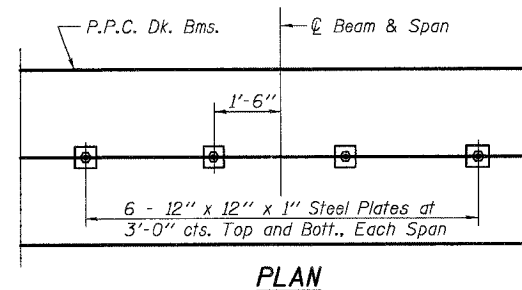 P.P.C. Dk. Bms.
℄ Beam & Span
1'-6"
6 - 12" x 12" x 1" Steel Plates at
3'-0" cts. Top and Bott., Each Span
PLAN